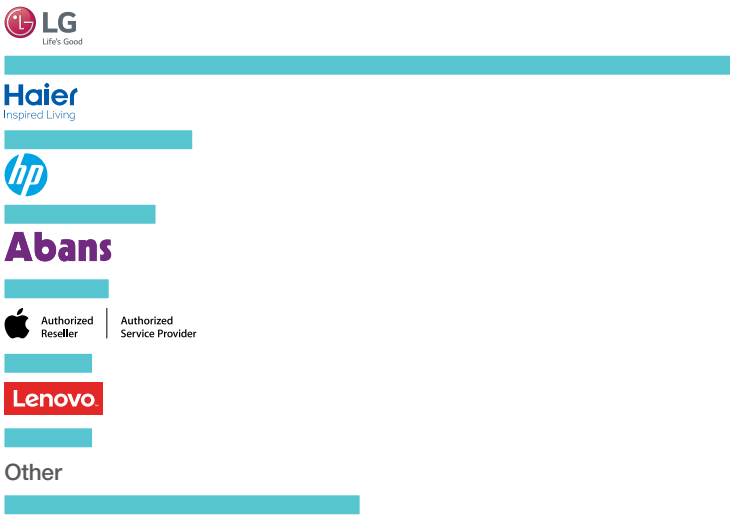 LG
Life's Good
Haier
Inspired Living
hp
Abans
Authorized Reseller
Authorized Service Provider
Lenovo
Other